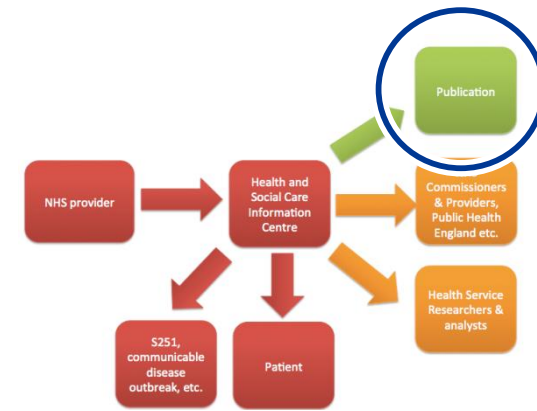 Publication
NHS provider
Health and
Social Care
Information
Centre
Commissioners
& Providers,
Public Health
England etc.
Health Service
Researchers &
analysts
S251,
communicable
disease
outbreak, etc.
Patient